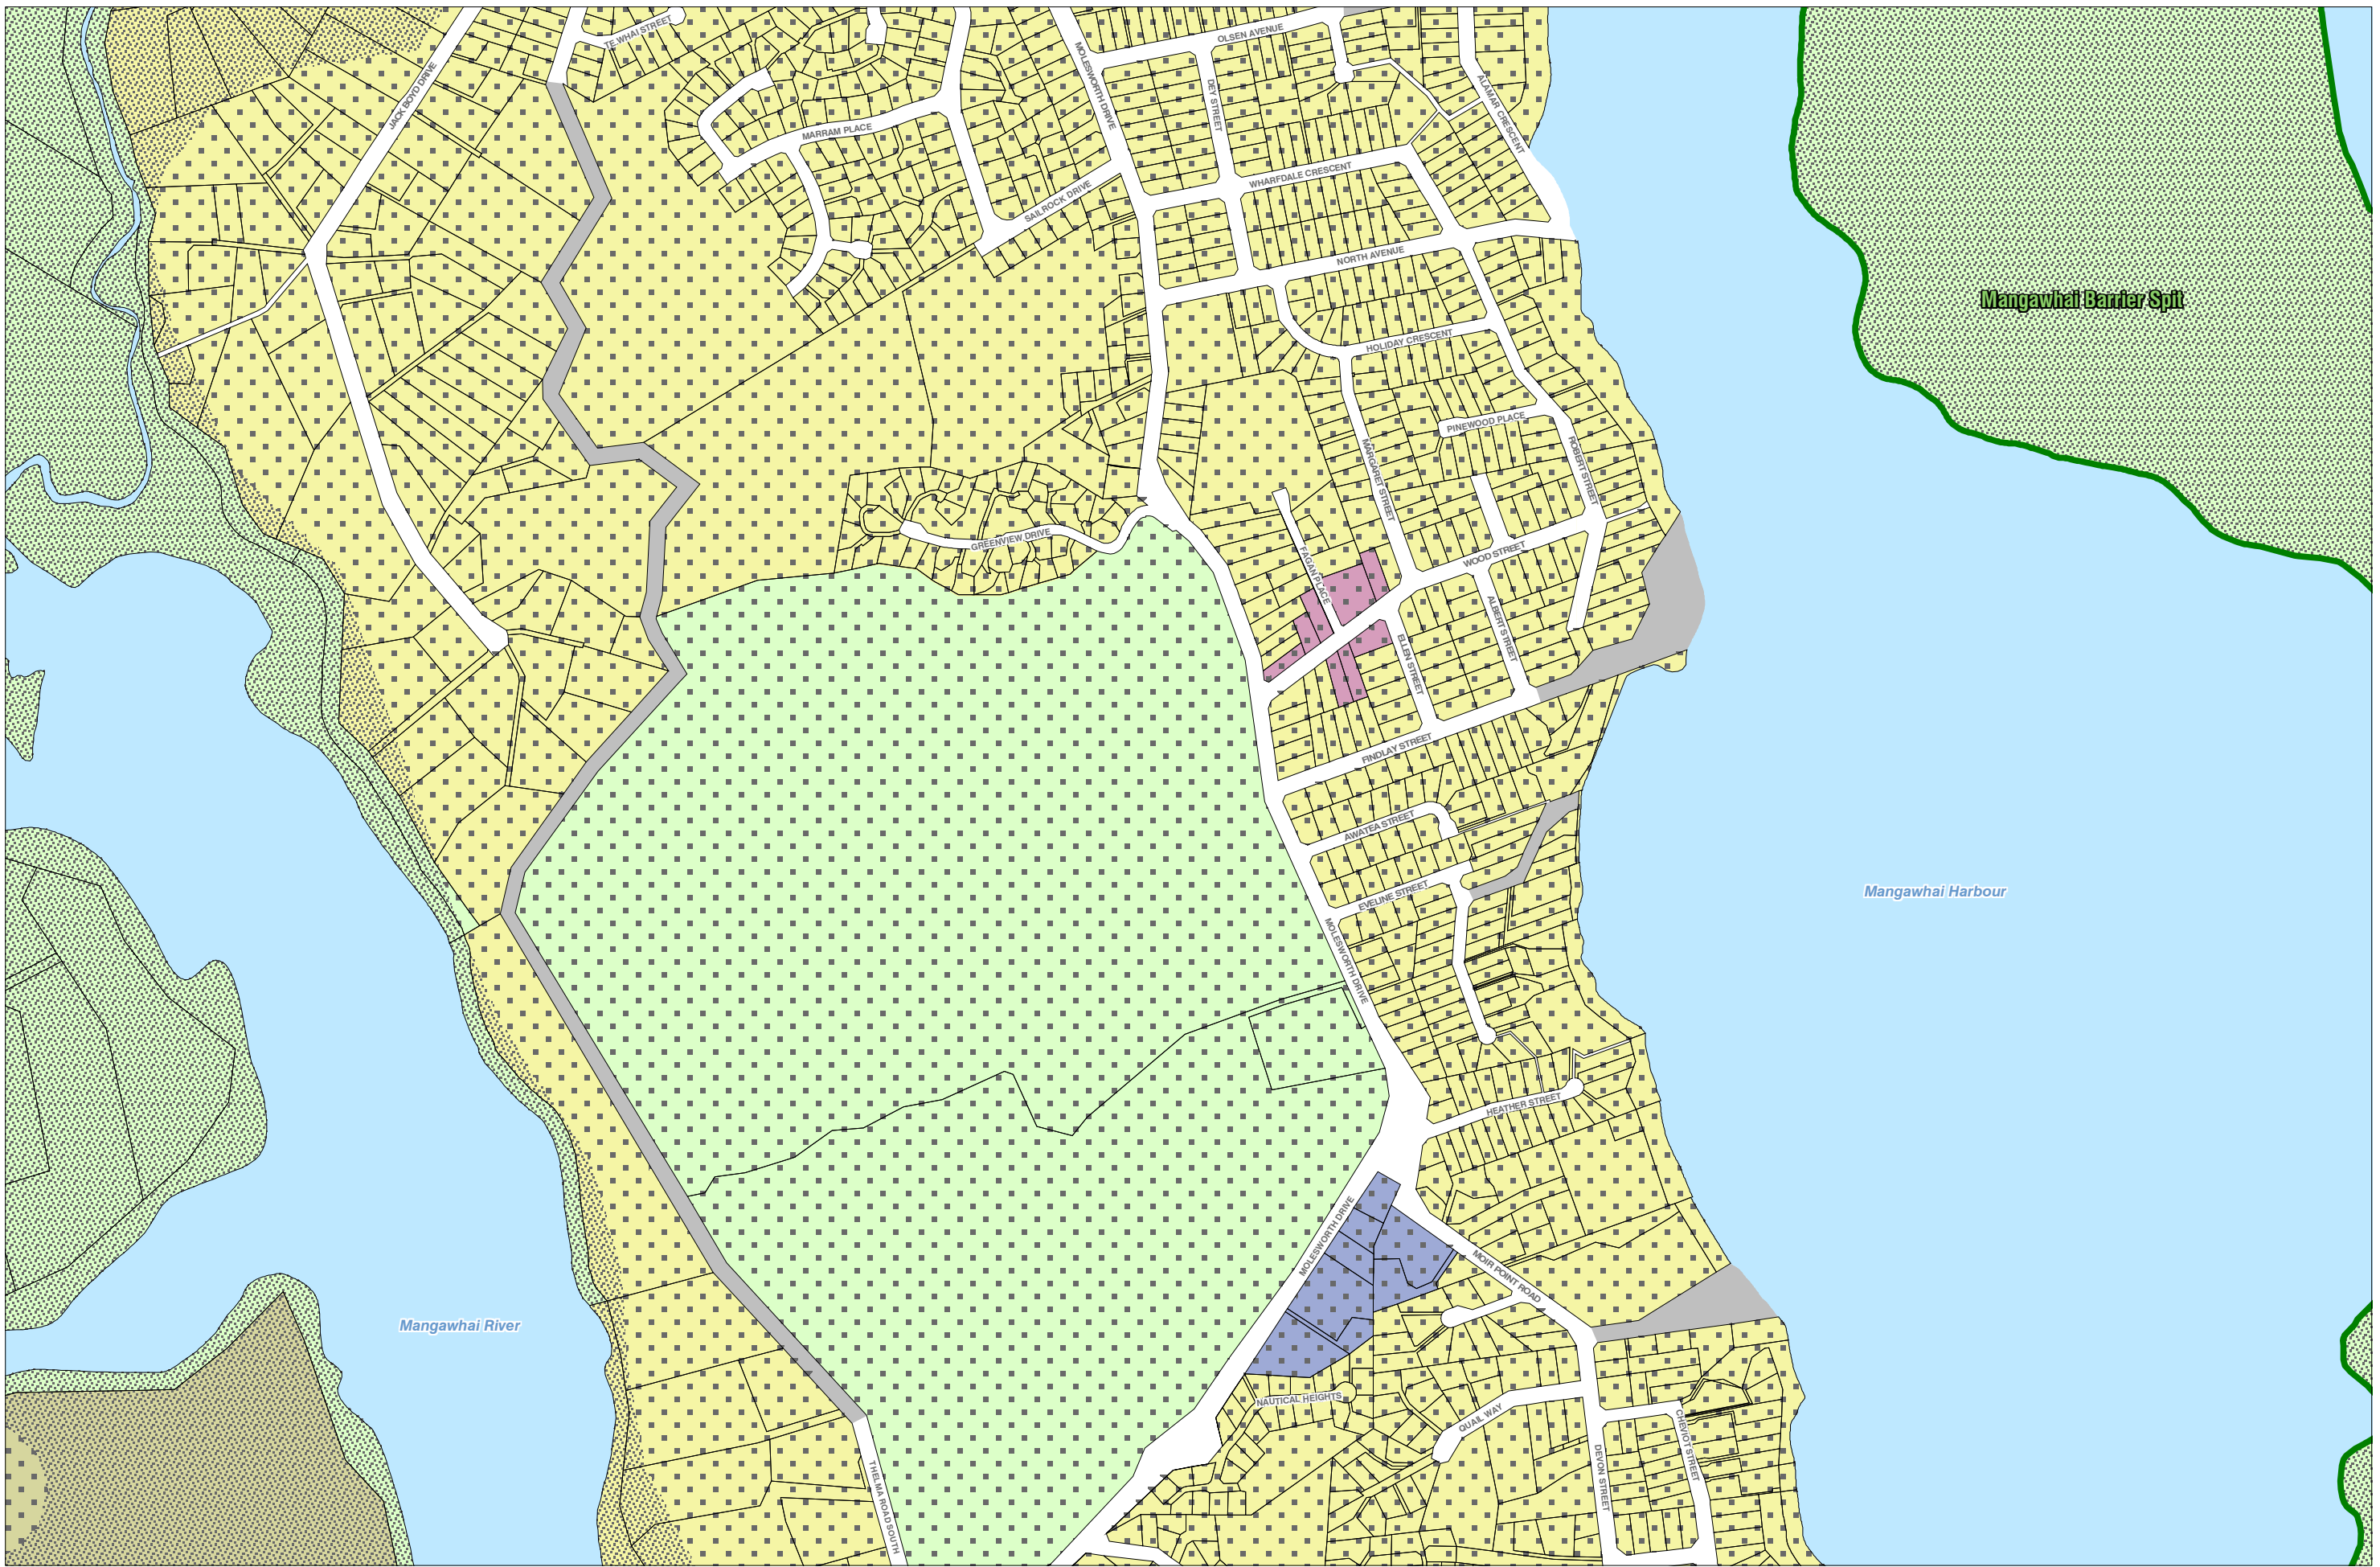 TE WHAI STREET
JACK BOYD DRIVE
MOLESWORTH DRIVE
OLSEN AVENUE
DEY STREET
ALAMAR CRESCENT
MARRAM PLACE
SAILROCK DRIVE
WHARFDALE CRESCENT
NORTH AVENUE
Mangawhai Barrier Spit
HOLIDAY CRESCENT
PINEWOOD PLACE
MARGARET STREET
ROBERT STREET
GREENVIEW DRIVE
FAGAN PLACE
WOOD STREET
ALBERT STREET
ELLEN STREET
FINDLAY STREET
AWATEA STREET
EVELINE STREET
Mangawhai Harbour
MOLESWORTH DRIVE
HEATHER STREET
MOLESWORTH DRIVE
MOIR POINT ROAD
Mangawhai River
NAUTICAL HEIGHTS
QUAIL WAY
CHEVIOT STREET
DEVON STREET
THELMA ROAD SOUTH